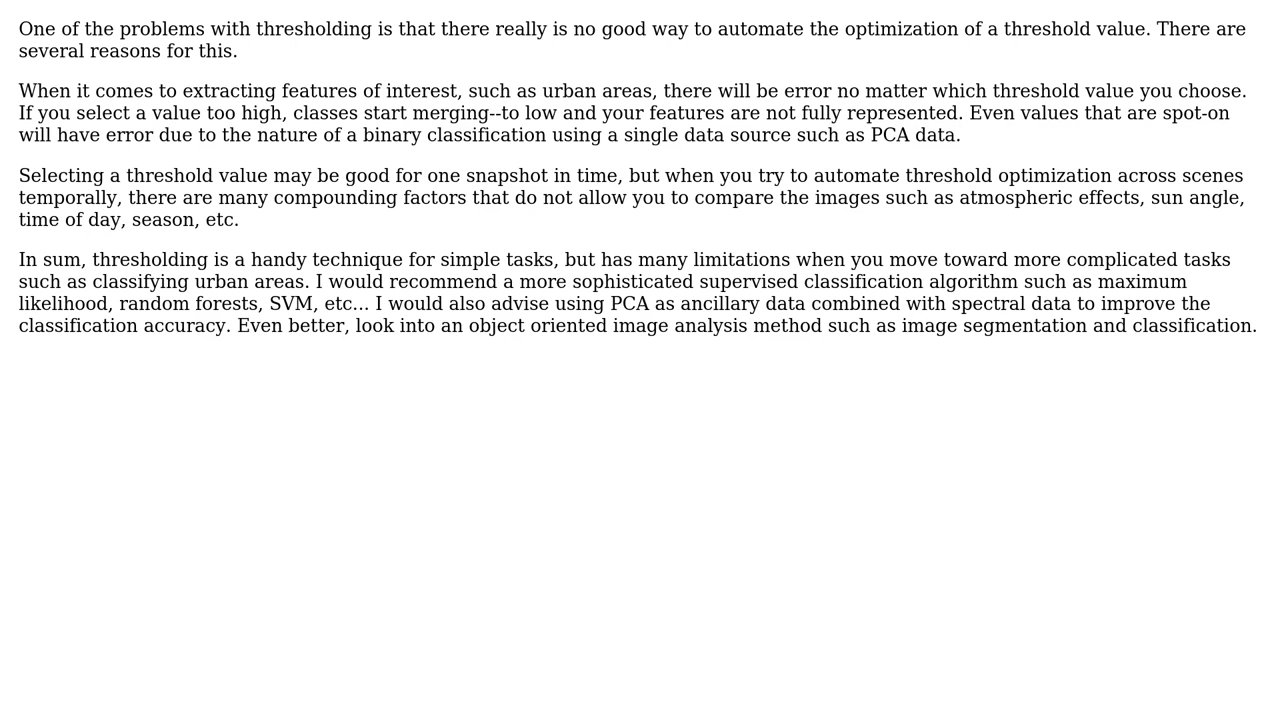 One of the problems with thresholding is that there really is no good way to automate the optimization of a threshold value. There are
several reasons for this.
When it comes to extracting features of interest, such as urban areas, there will be error no matter which threshold value you choose.
If you select a value too high, classes start merging--to low and your features are not fully represented. Even values that are spot-on
will have error due to the nature of a binary classification using a single data source such as PCA data.
Selecting a threshold value may be good for one snapshot in time, but when you try to automate threshold optimization across scenes
temporally, there are many compounding factors that do not allow you to compare the images such as atmospheric effects, sun angle,
time of day, season, etc.
In sum, thresholding is a handy technique for simple tasks, but has many limitations when you move toward more complicated tasks
such as classifying urban areas. I would recommend a more sophisticated supervised classification algorithm such as maximum
likelihood, random forests, SVM, etc... I would also advise using PCA as ancillary data combined with spectral data to improve the
classification accuracy. Even better, look into an object oriented image analysis method such as image segmentation and classification.